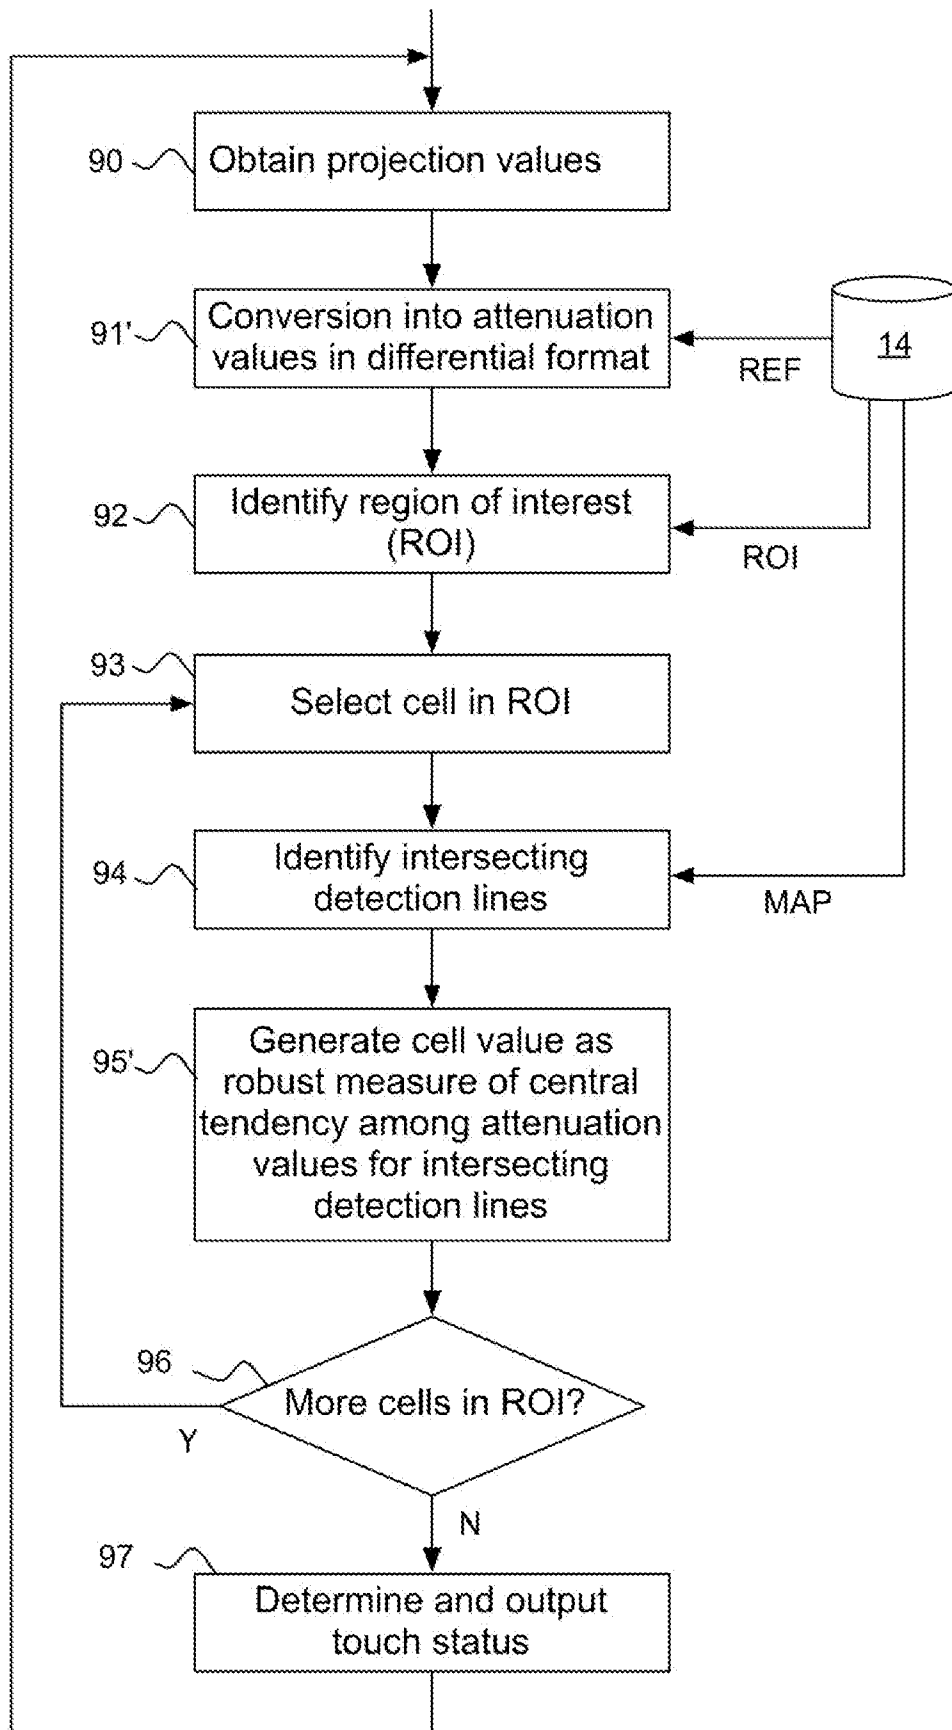 90
Obtain projection values
91'
Conversion into attenuation
values in differential format
REF
14
92
Identify region of interest
(ROI)
ROI
93
Select cell in ROI
94
Identify intersecting
detection lines
MAP
95'
Generate cell value as
robust measure of central
tendency among attenuation
values for intersecting
detection lines
96
More cells in ROI?
Y
N
97
Determine and output
touch status